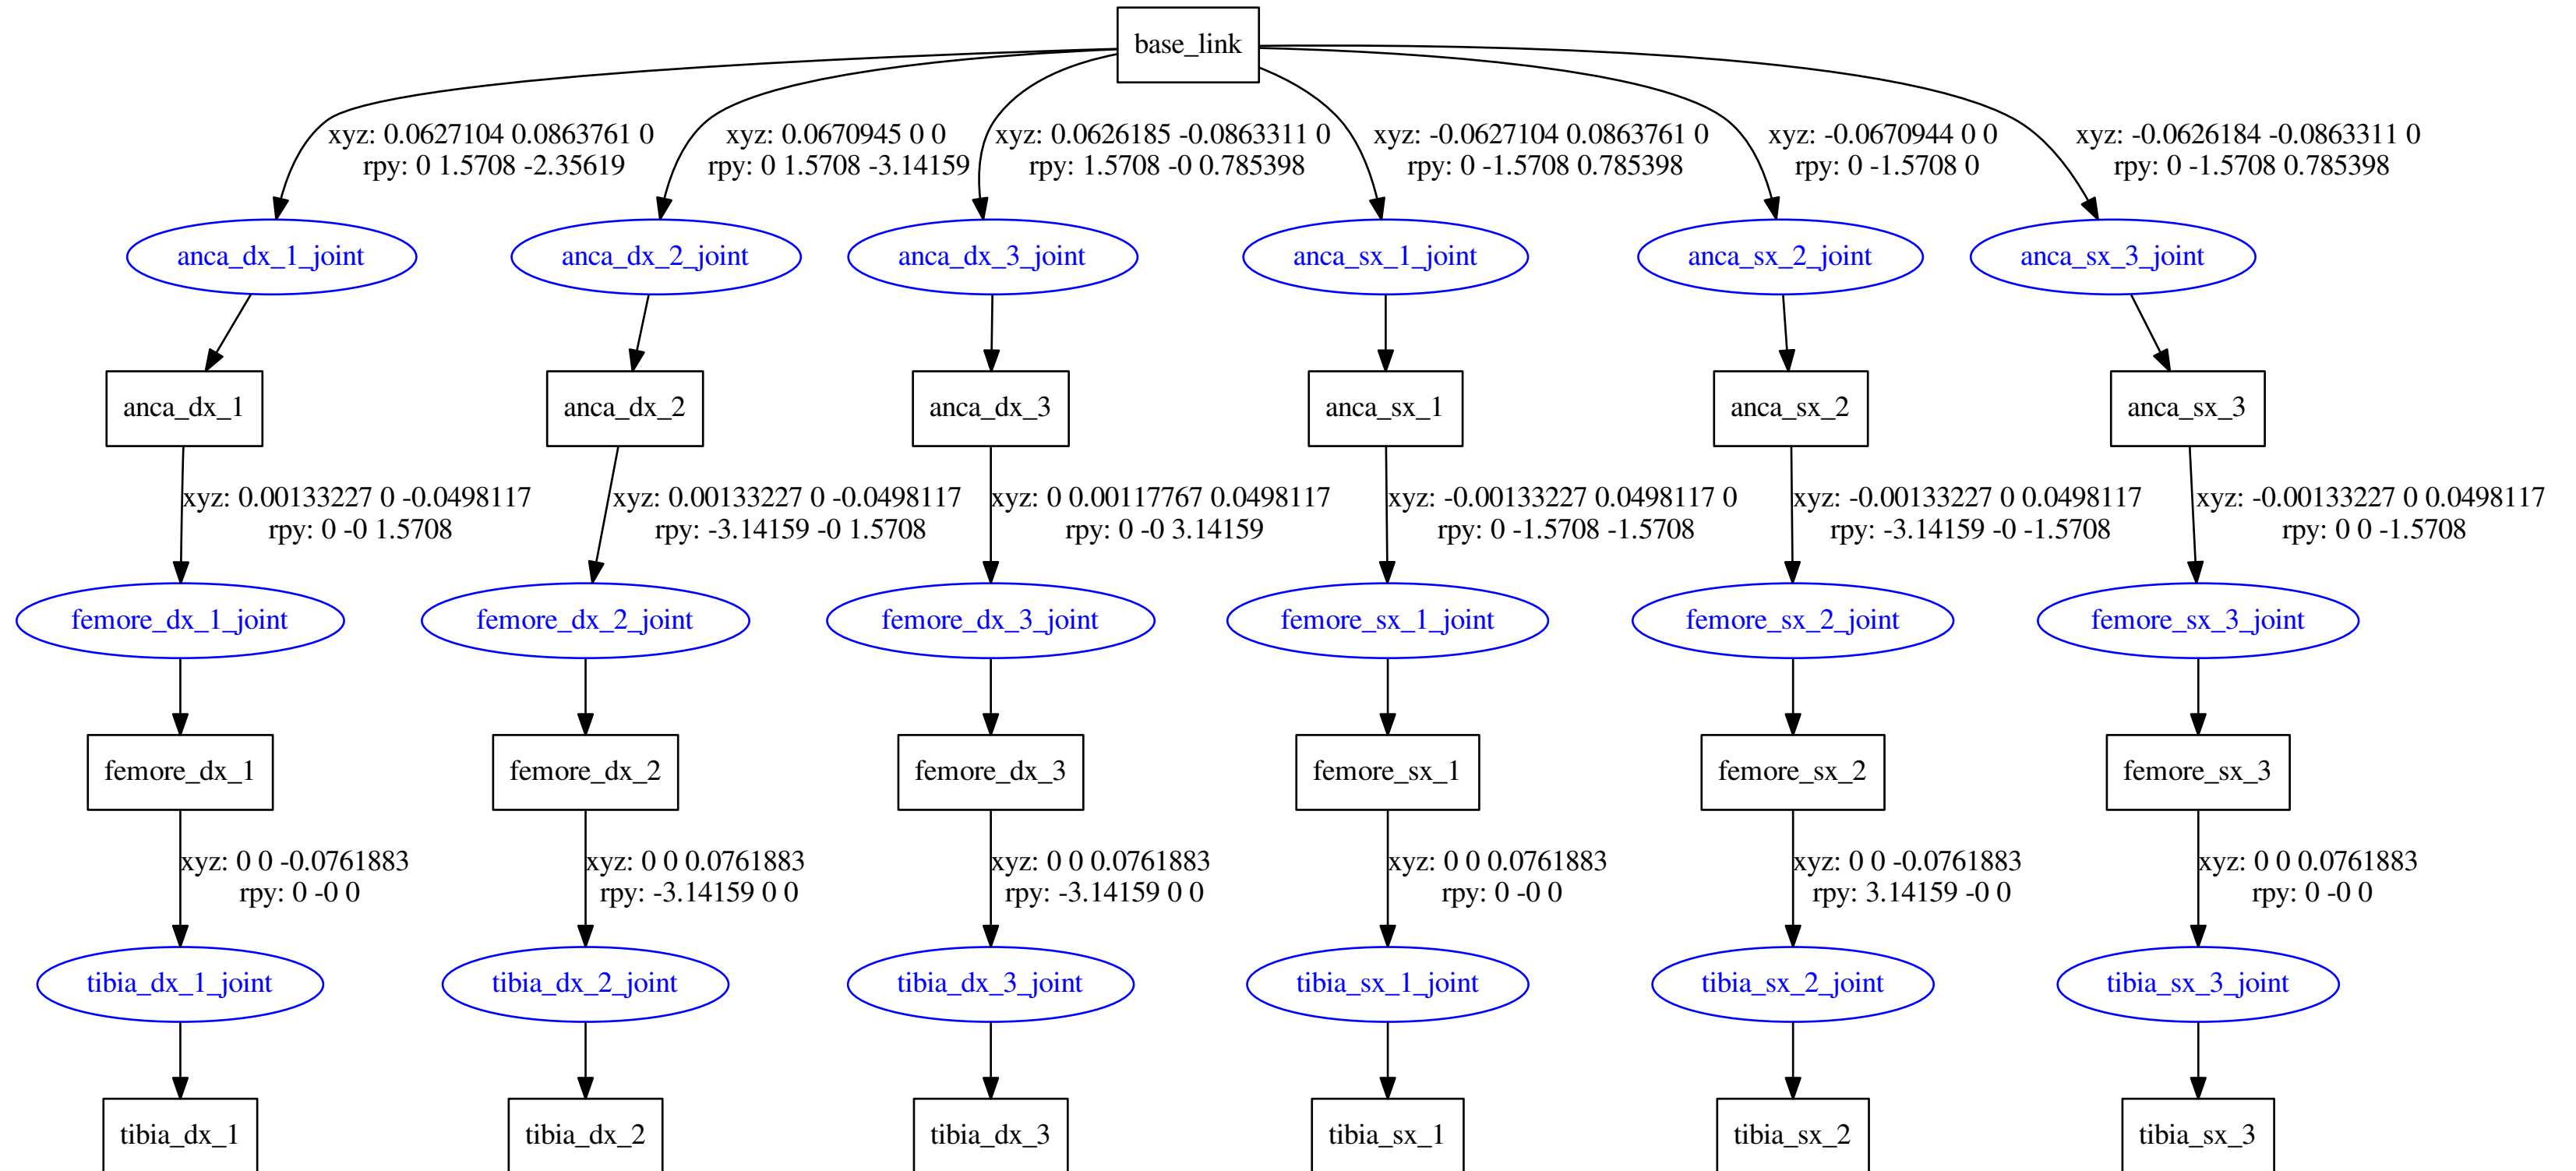 base_link
xyz: 0.0627104 0.0863761 0
rpy: 0 1.5708 -2.35619
xyz: 0.0670945 0 0
rpy: 0 1.5708 -3.14159
xyz: 0.0626185 -0.0863311 0
rpy: 1.5708 -0 0.785398
xyz: -0.0627104 0.0863761 0
rpy: 0 -1.5708 0.785398
xyz: -0.0670944 0 0
rpy: 0 -1.5708 0
xyz: -0.0626184 -0.0863311 0
rpy: 0 -1.5708 0.785398
anca_dx_1_joint
anca_dx_2_joint
anca_dx_3_joint
anca_sx_1_joint
anca_sx_2_joint
anca_sx_3_joint
anca_dx_1
anca_dx_2
anca_dx_3
anca_sx_1
anca_sx_2
anca_sx_3
xyz: 0.00133227 0 -0.0498117
rpy: 0 -0 1.5708
xyz: 0.00133227 0 -0.0498117
rpy: -3.14159 -0 1.5708
xyz: 0 0.00117767 0.0498117
rpy: 0 -0 3.14159
xyz: -0.00133227 0.0498117 0
rpy: 0 -1.5708 -1.5708
xyz: -0.00133227 0 0.0498117
rpy: -3.14159 -0 -1.5708
xyz: -0.00133227 0 0.0498117
rpy: 0 0 -1.5708
femore_dx_1_joint
femore_dx_2_joint
femore_dx_3_joint
femore_sx_1_joint
femore_sx_2_joint
femore_sx_3_joint
femore_dx_1
femore_dx_2
femore_dx_3
femore_sx_1
femore_sx_2
femore_sx_3
xyz: 0 0 -0.0761883
rpy: 0 -0 0
xyz: 0 0 0.0761883
rpy: -3.14159 0 0
xyz: 0 0 0.0761883
rpy: -3.14159 0 0
xyz: 0 0 0.0761883
rpy: 0 -0 0
xyz: 0 0 -0.0761883
rpy: 3.14159 -0 0
xyz: 0 0 0.0761883
rpy: 0 -0 0
tibia_dx_1_joint
tibia_dx_2_joint
tibia_dx_3_joint
tibia_sx_1_joint
tibia_sx_2_joint
tibia_sx_3_joint
tibia_dx_1
tibia_dx_2
tibia_dx_3
tibia_sx_1
tibia_sx_2
tibia_sx_3